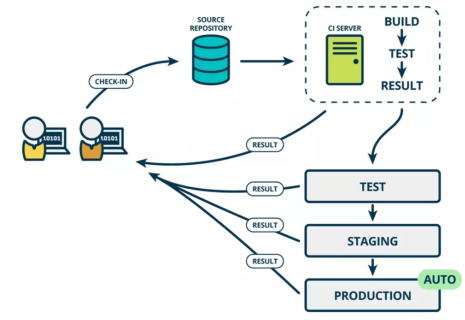 SOURCE
REPOSITORY
CI SERVER
BUILD
TEST
RESULT
CHECK-IN
10101
10101
RESULT
RESULT
TEST
RESULT
STAGING
RESULT
AUTO
PRODUCTION